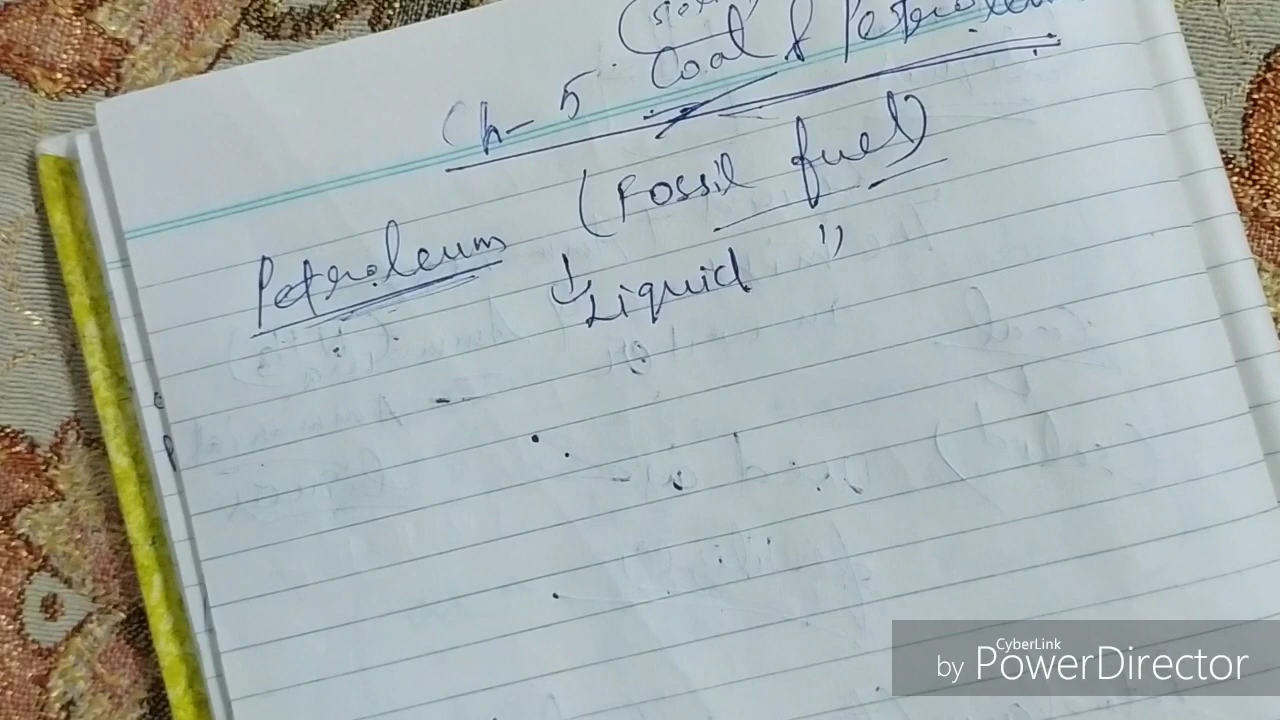 Coal & Petroleum
Ch- 5
(Fossil fuel)
Petroleum
↓
Liquid ''
CyberLink
by PowerDirector